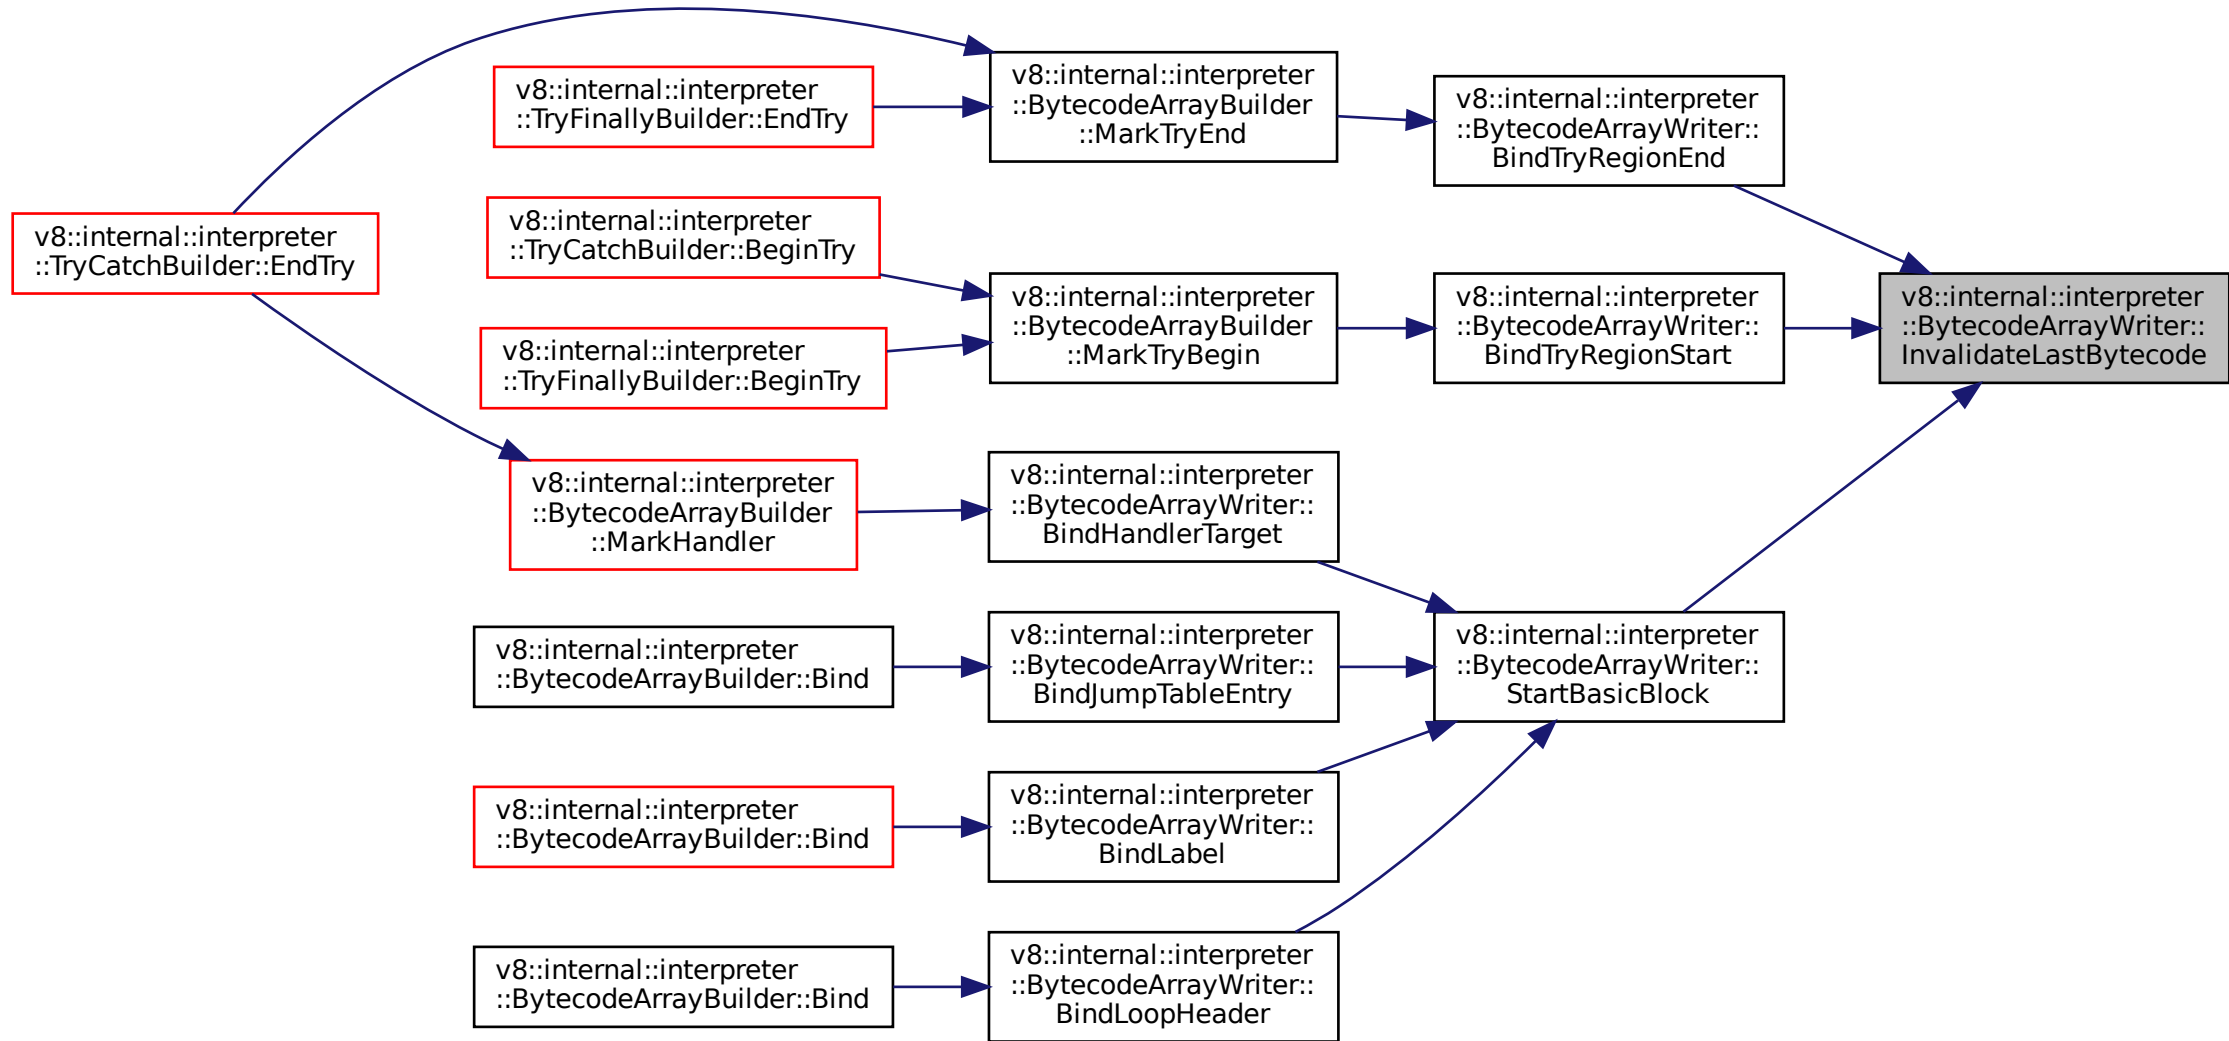 v8::internal::interpreter
::TryCatchBuilder::EndTry
v8::internal::interpreter
::TryFinallyBuilder::EndTry
v8::internal::interpreter
::TryCatchBuilder::BeginTry
v8::internal::interpreter
::TryFinallyBuilder::BeginTry
v8::internal::interpreter
::BytecodeArrayBuilder
::MarkHandler
v8::internal::interpreter
::BytecodeArrayBuilder::Bind
v8::internal::interpreter
::BytecodeArrayBuilder::Bind
v8::internal::interpreter
::BytecodeArrayBuilder::Bind
v8::internal::interpreter
::BytecodeArrayBuilder
::MarkTryEnd
v8::internal::interpreter
::BytecodeArrayBuilder
::MarkTryBegin
v8::internal::interpreter
::BytecodeArrayWriter::
BindHandlerTarget
v8::internal::interpreter
::BytecodeArrayWriter::
BindJumpTableEntry
v8::internal::interpreter
::BytecodeArrayWriter::
BindLabel
v8::internal::interpreter
::BytecodeArrayWriter::
BindLoopHeader
v8::internal::interpreter
::BytecodeArrayWriter::
BindTryRegionEnd
v8::internal::interpreter
::BytecodeArrayWriter::
BindTryRegionStart
v8::internal::interpreter
::BytecodeArrayWriter::
StartBasicBlock
v8::internal::interpreter
::BytecodeArrayWriter::
InvalidateLastBytecode